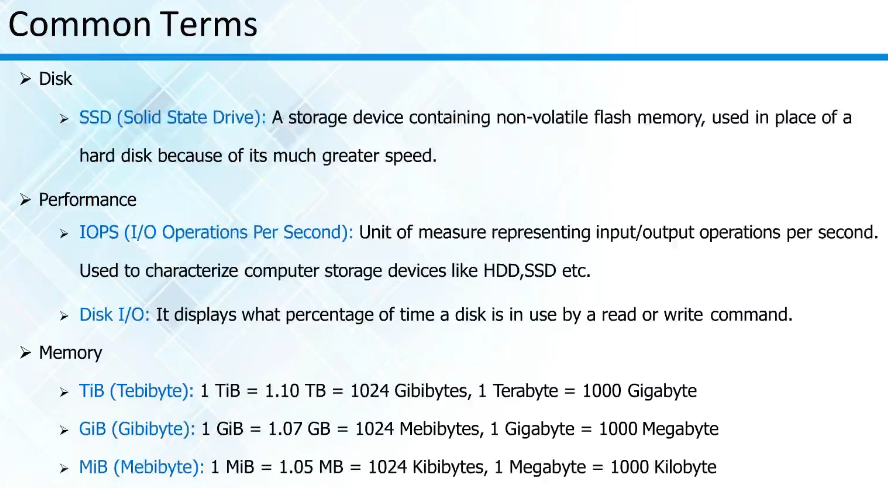 Common Terms
➢ Disk
➢ SSD (Solid State Drive): A storage device containing non-volatile flash memory, used in place of a
hard disk because of its much greater speed.
➢ Performance
➢ IOPS (I/O Operations Per Second): Unit of measure representing input/output operations per second.
Used to characterize computer storage devices like HDD,SSD etc.
➢ Disk I/O: It displays what percentage of time a disk is in use by a read or write command.
➢ Memory
➢ TiB (Tebibyte): 1 TiB = 1.10 TB = 1024 Gibibytes, 1 Terabyte = 1000 Gigabyte
➢ GiB (Gibibyte): 1 GiB = 1.07 GB = 1024 Mebibytes, 1 Gigabyte = 1000 Megabyte
➢ MiB (Mebibyte): 1 MiB = 1.05 MB = 1024 Kibibytes, 1 Megabyte = 1000 Kilobyte